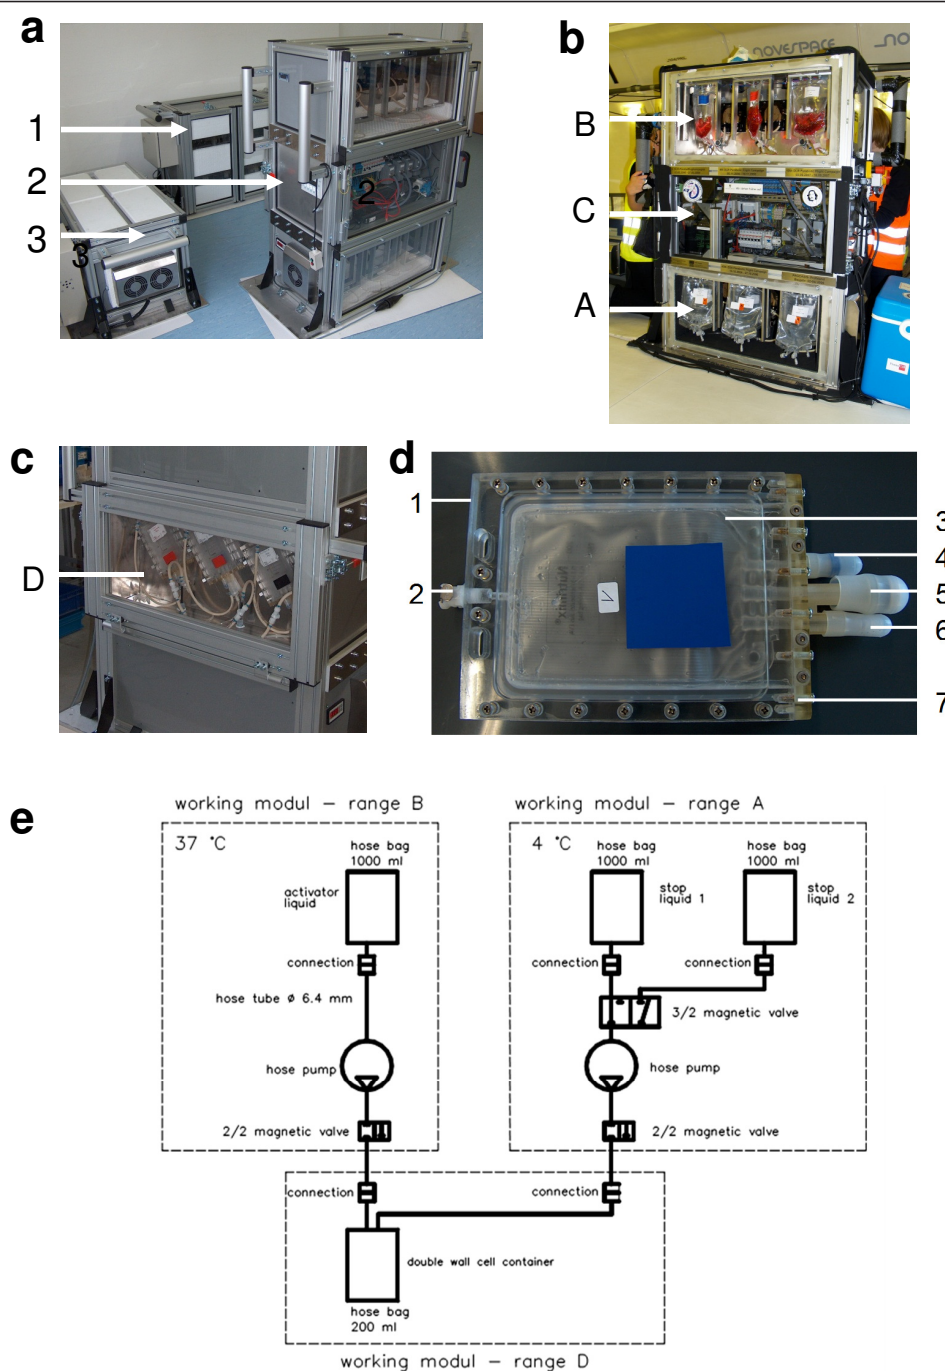 a
1
2
3
2
3
b
NOVESPACE
NO
B
C
A
c
D
d
1
2
3
4
5
6
7
V
e
working modul - range B
working modul - range A
37 °C
4 °C
hose bag
1000 ml
hose bag
1000 ml
hose bag
1000 ml
activator
liquid
stop
liquid 1
stop
liquid 2
connection
connection
connection
hose tube ø 6.4 mm
3/2 magnetic valve
hose pump
hose pump
2/2 magnetic valve
2/2 magnetic valve
connection
connection
double wall cell container
hose bag
200 ml
working modul - range D